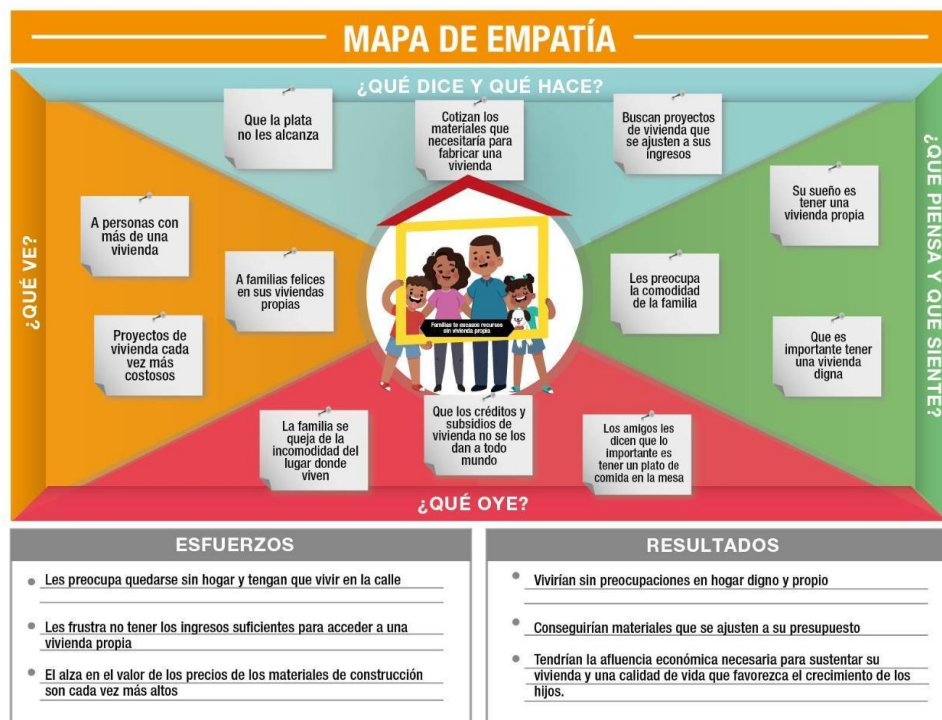 MAPA DE EMPATÍA
¿QUÉ DICE Y QUÉ HACE?
Que la plata
no les alcanza
Cotizan los
materiales que
necesitaría para
fabricar una
vivienda
Buscan proyectos
de vivienda que
se ajusten a sus
ingresos
¿QUÉ VE?
A personas con
más de una
vivienda
A familias felices
en sus viviendas
propias
Proyectos de
vivienda cada
vez más
costosos
Familias te escasos recursos
sin vivienda propia
¿QUE PIENSA Y QUE SIENTE?
Su sueño es
tener una
vivienda propia
Les preocupa
la comodidad
de la familia
Que es
importante tener
una vivienda
digna
La familia se
queja de la
incomodidad del
lugar donde
viven
Que los créditos y
subsidios de
vivienda no se los
dan a todo
mundo
Los amigos les
dicen que lo
importante es
tener un plato de
comida en la mesa
¿QUÉ OYE?
ESFUERZOS
Les preocupa quedarse sin hogar y tengan que vivir en la calle
Les frustra no tener los ingresos suficientes para acceder a una
vivienda propia
El alza en el valor de los precios de los materiales de construcción
son cada vez más altos
RESULTADOS
Vivirían sin preocupaciones en hogar digno y propio
Conseguirían materiales que se ajusten a su presupuesto
Tendrían la afluencia económica necesaria para sustentar su
vivienda y una calidad de vida que favorezca el crecimiento de los
hijos.